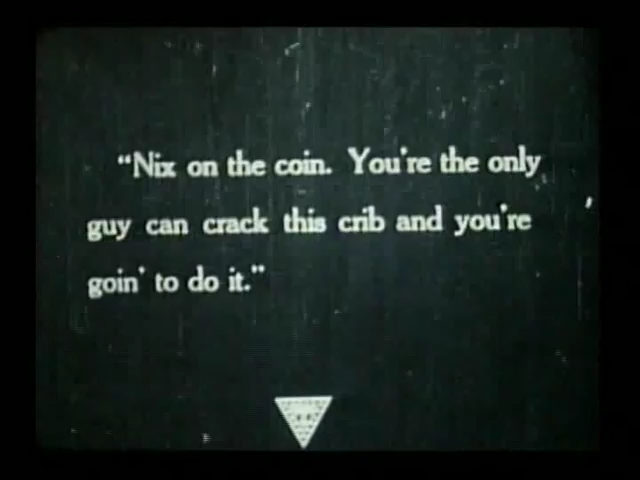 “Nix on the coin. You're the only
guy can crack this crib and you're
goin' to do it.”